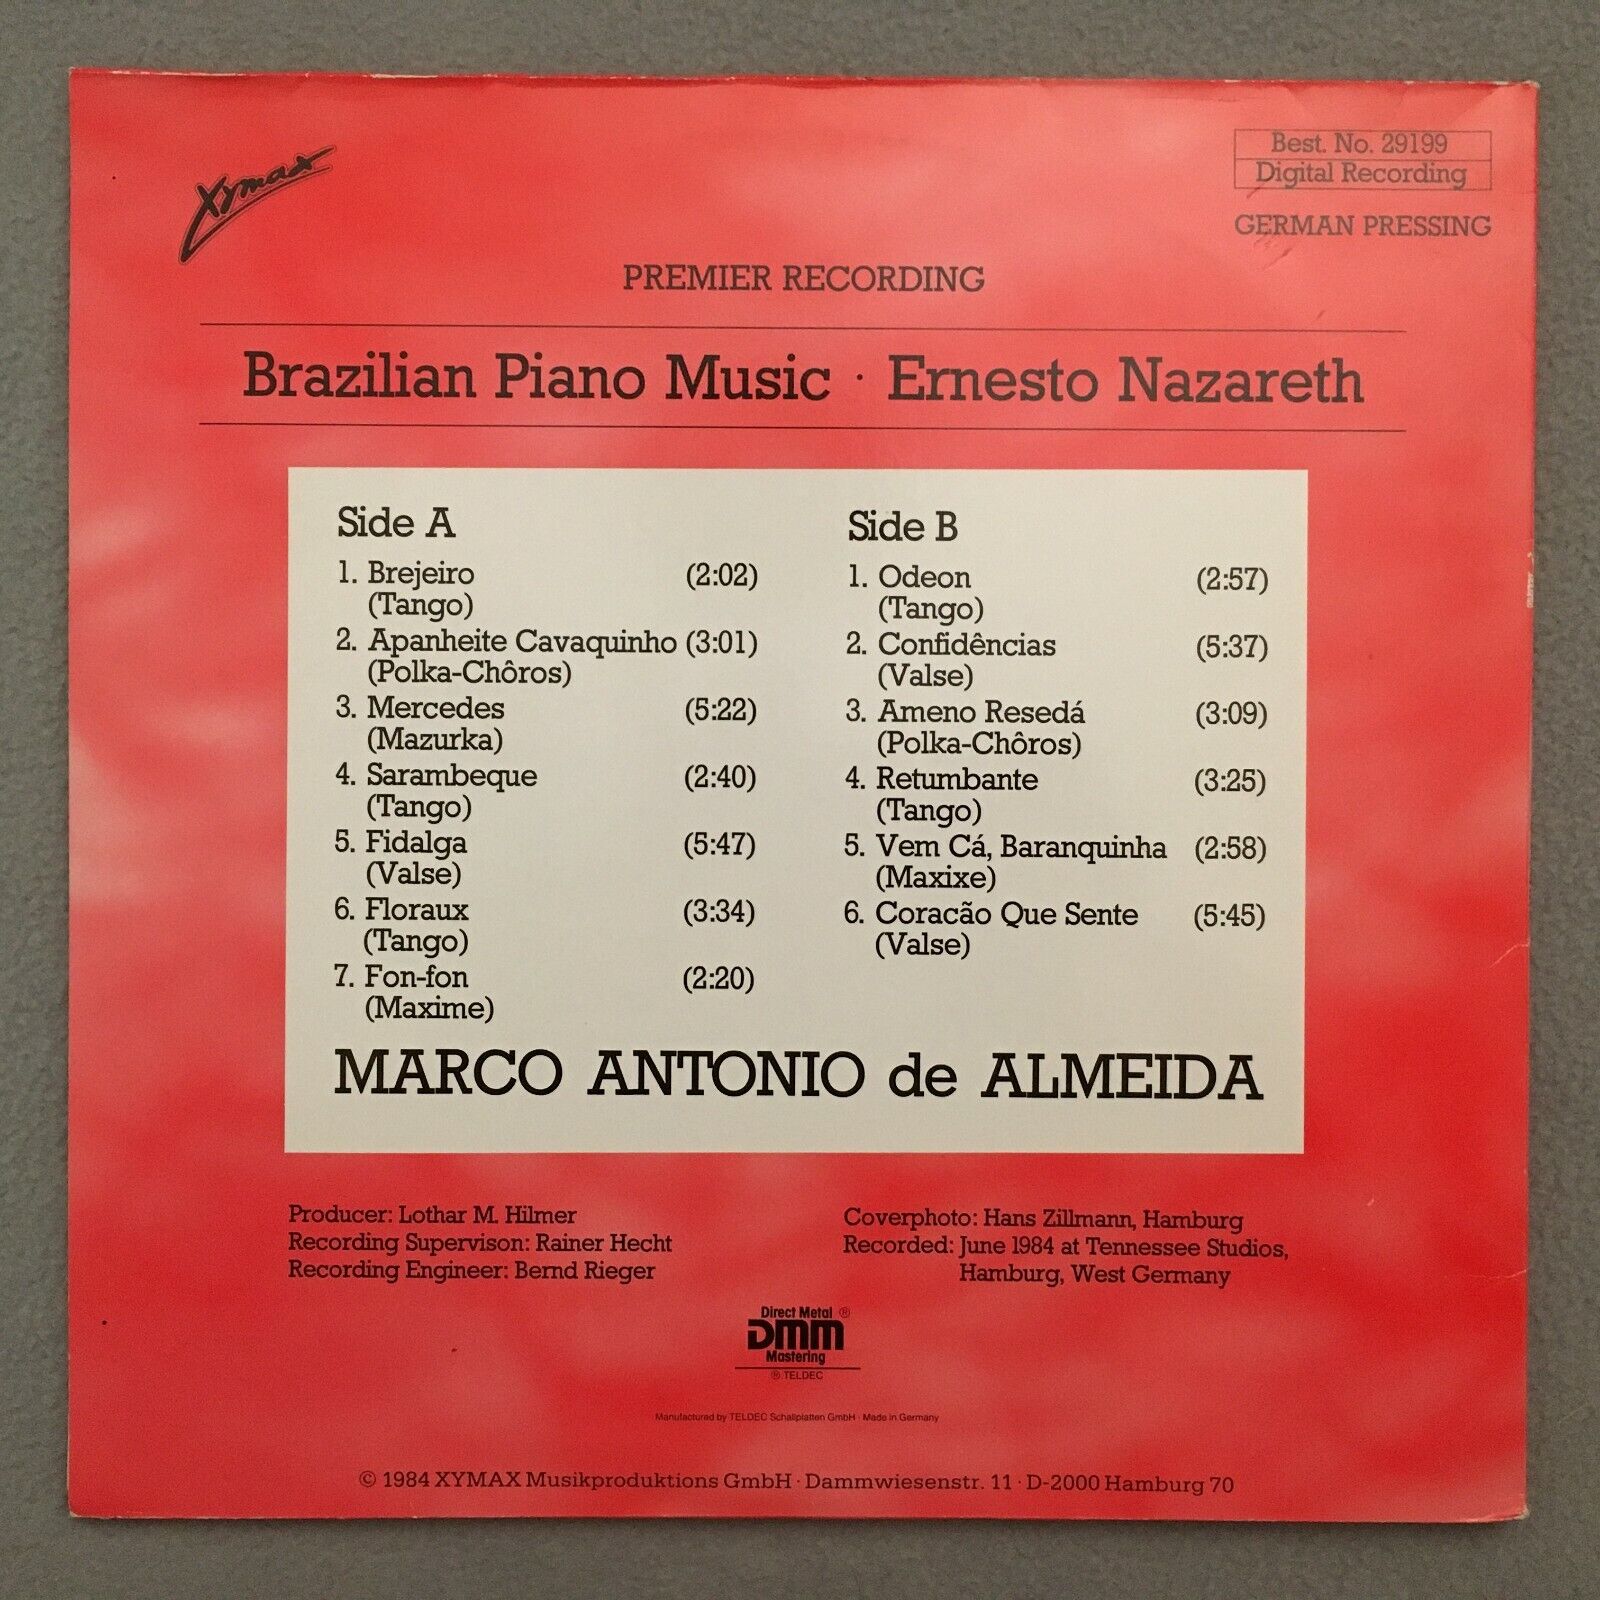 Xymax
Best. No. 29199
Digital Recording
GERMAN PRESSING
PREMIER RECORDING
Brazilian Piano Music · Ernesto Nazareth
Side A
1. Brejeiro (2:02)
(Tango)
2. Apanheite Cavaquinho (3:01)
(Polka-Chôros)
3. Mercedes (5:22)
(Mazurka)
4. Sarambeque (2:40)
(Tango)
5. Fidalga (5:47)
(Valse)
6. Floraux (3:34)
(Tango)
7. Fon-fon (2:20)
(Maxime)
Side B
1. Odeon (2:57)
(Tango)
2. Confidências (5:37)
(Valse)
3. Ameno Resedá (3:09)
(Polka-Chôros)
4. Retumbante (3:25)
(Tango)
5. Vem Cá, Baranquinha (2:58)
(Maxixe)
6. Coracão Que Sente (5:45)
(Valse)
MARCO ANTONIO de ALMEIDA
Producer: Lothar M. Hilmer
Recording Supervison: Rainer Hecht
Recording Engineer: Bernd Rieger
Coverphoto: Hans Zillmann, Hamburg
Recorded: June 1984 at Tennessee Studios,
Hamburg, West Germany
Direct Metal ®
DMM
Mastering
® TELDEC
Manufactured by TELDEC Schallplatten GmbH · Made in Germany
© 1984 XYMAX Musikproduktions GmbH · Dammwiesenstr. 11 · D-2000 Hamburg 70